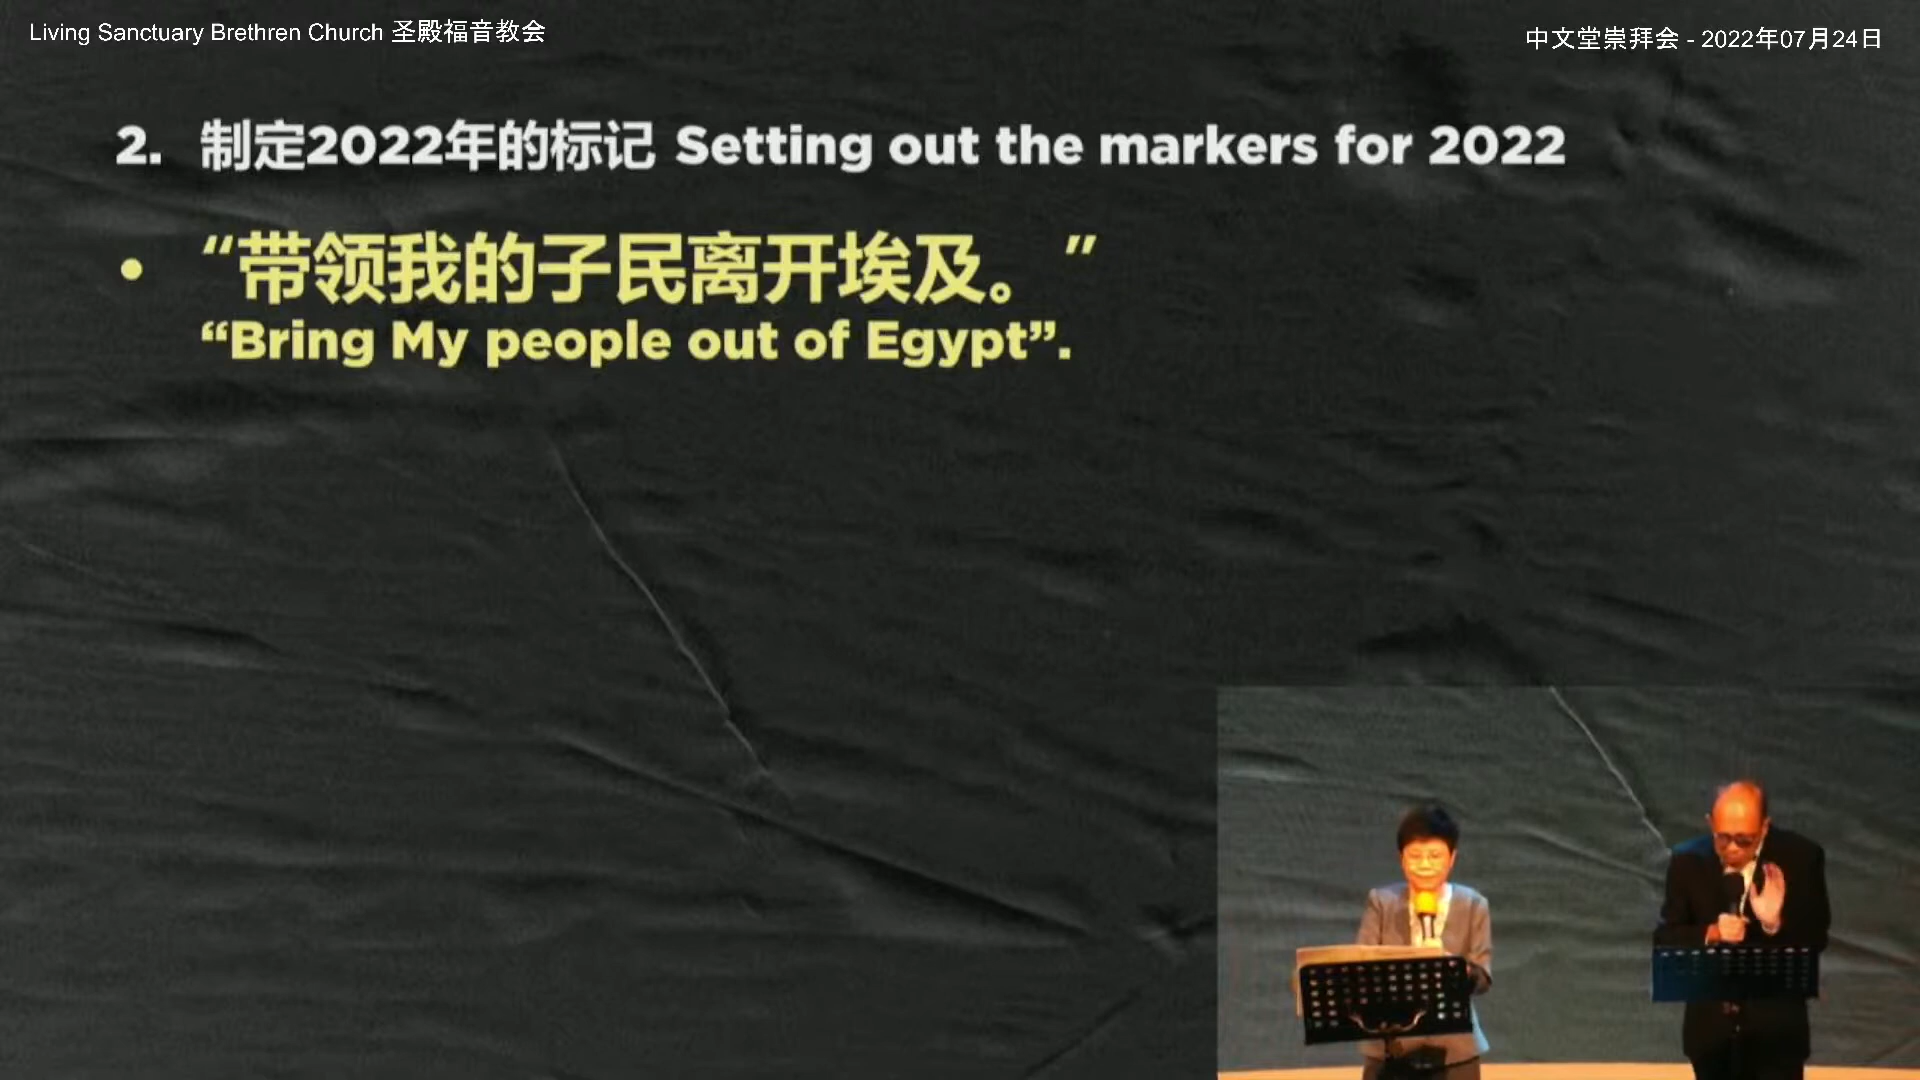 Living Sanctuary Brethren Church 圣殿福音教会
中文堂崇拜会 - 2022年07月24日
2. 制定2022年的标记 Setting out the markers for 2022
• “带领我的子民离开埃及。”
“Bring My people out of Egypt”.